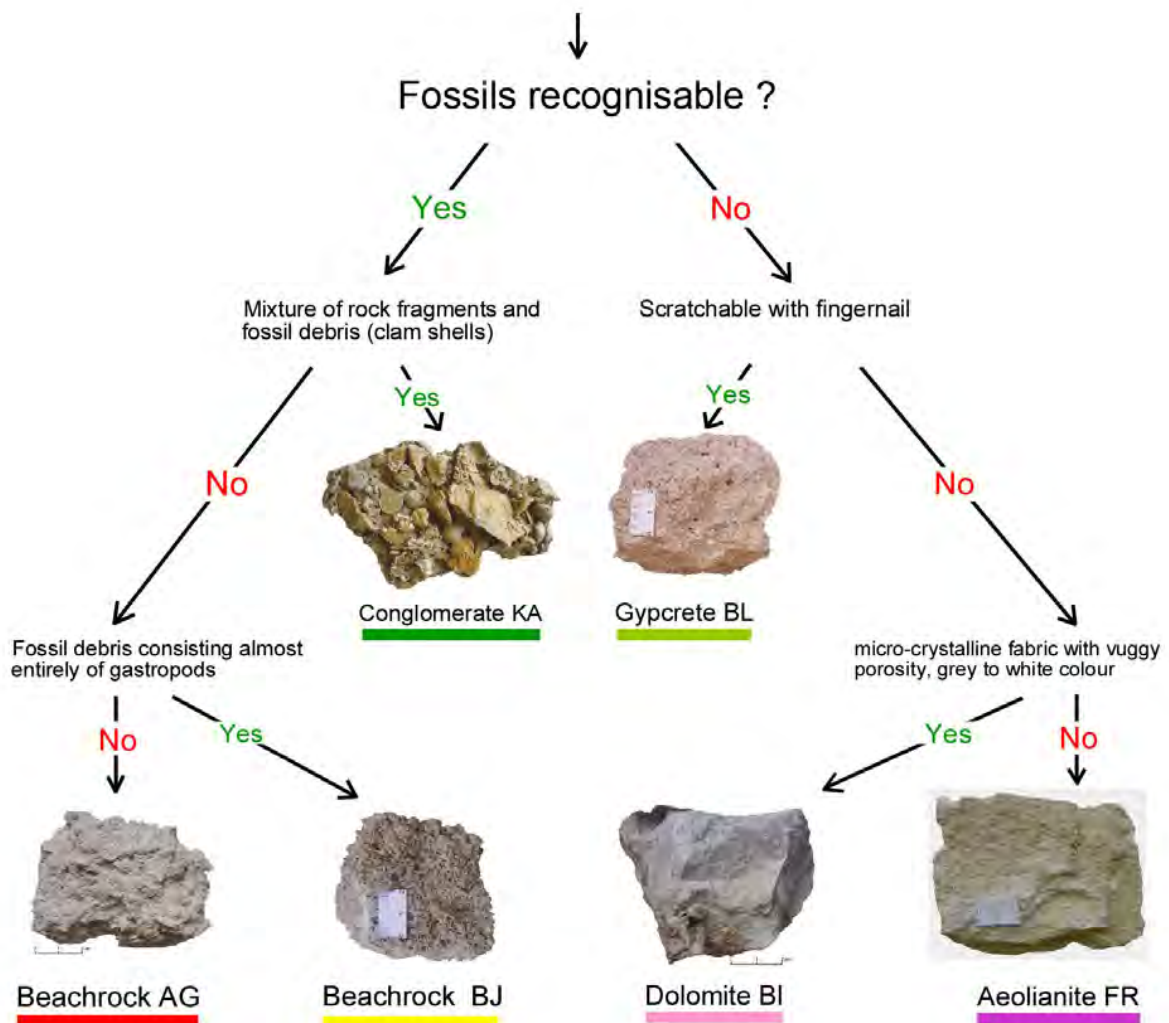 Fossils recognisable ?
Yes
No
Mixture of rock fragments and
fossil debris (clam shells)
Scratchable with fingernail
Yes
Yes
No
No
Conglomerate KA
Gypcrete BL
Fossil debris consisting almost
entirely of gastropods
micro-crystalline fabric with vuggy
porosity, grey to white colour
No
Yes
Yes
No
Beachrock AG
Beachrock BJ
Dolomite BI
Aeolianite FR